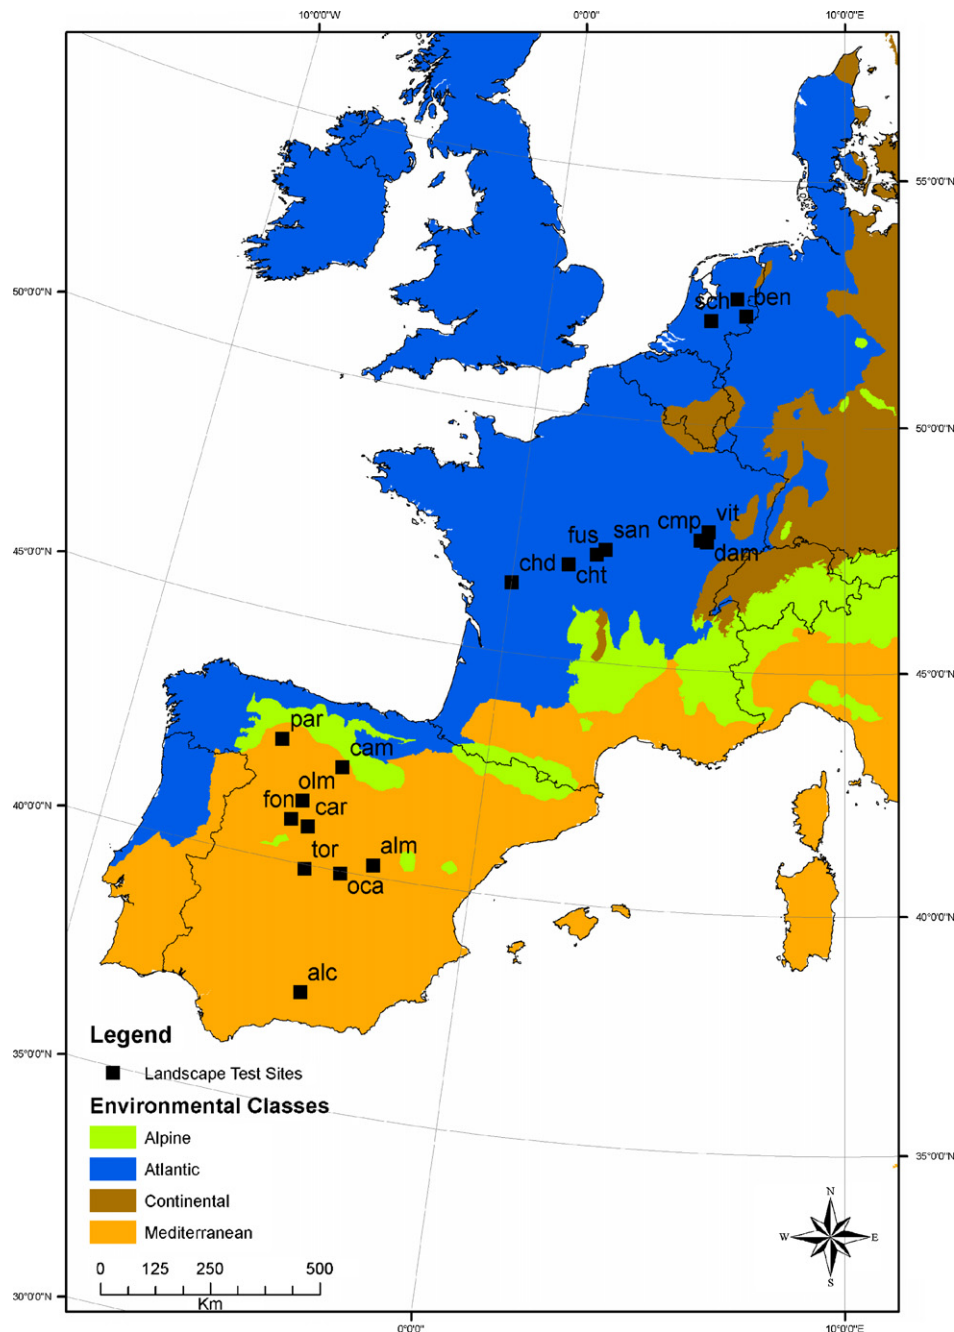 10°0'0"W 0°0'0" 10°0'0"E
55°0'0"N
50°0'0"N
sch ben
50°0'0"N
vit
cmp
san
fus
dam
chd
cht
45°0'0"N
45°0'0"N
par
cam
olm
fon
car
40°0'0"N
tor
alm
oca
40°0'0"N
alc
Legend
35°0'0"N
Landscape Test Sites
Environmental Classes
Alpine
35°0'0"N
Atlantic
Continental
N
Mediterranean
W E
0 125 250 500
S
Km
30°0'0"N
0°0'0" 10°0'0"E